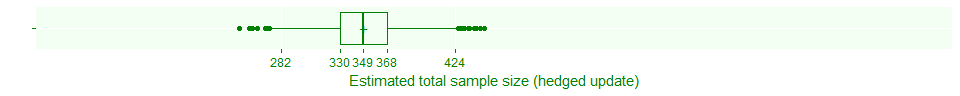 282 330 349 368 424
Estimated total sample size (hedged update)